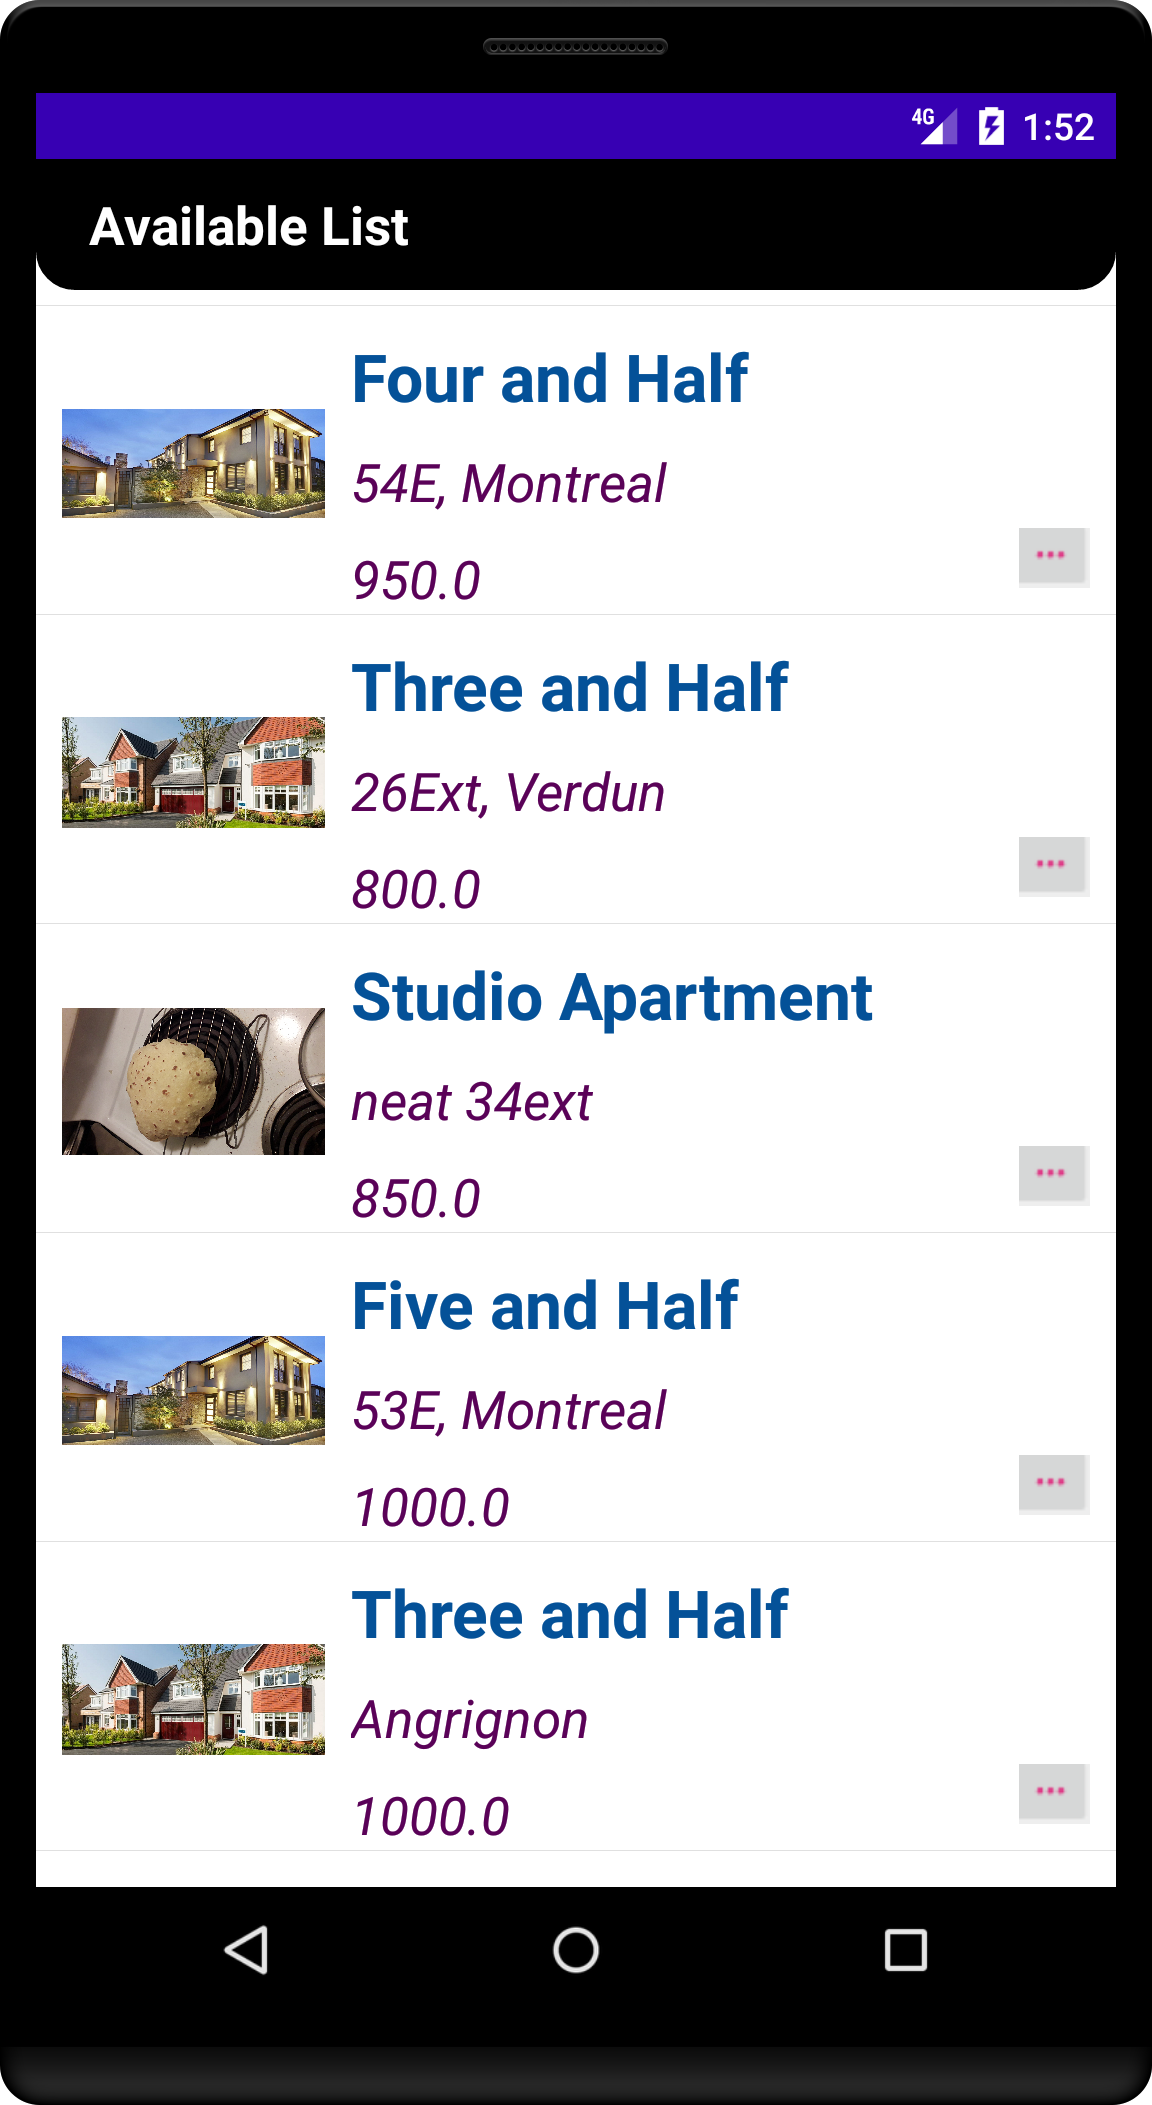 4G 1:52
Available List
Four and Half
54E, Montreal
950.0
Three and Half
26Ext, Verdun
800.0
Studio Apartment
neat 34ext
850.0
Five and Half
53E, Montreal
1000.0
Three and Half
Angrignon
1000.0